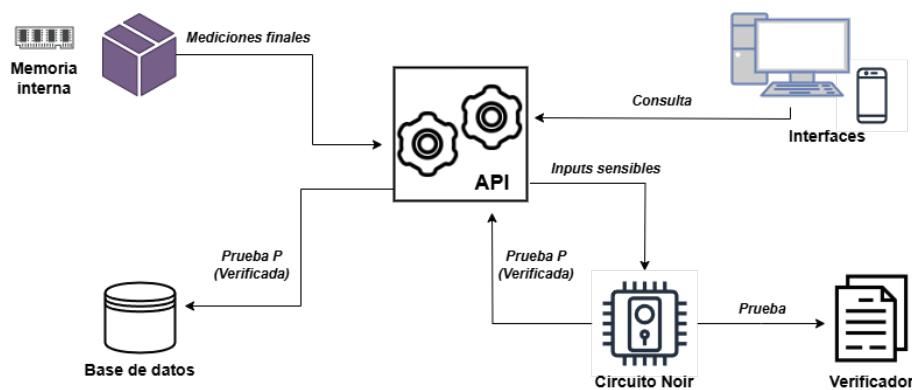 Mediciones finales
Memoria
interna
Consulta
Interfaces
API
Inputs sensibles
Prueba P
(Verificada)
Prueba P
(Verificada)
Prueba
Base de datos
Circuito Noir
Verificador